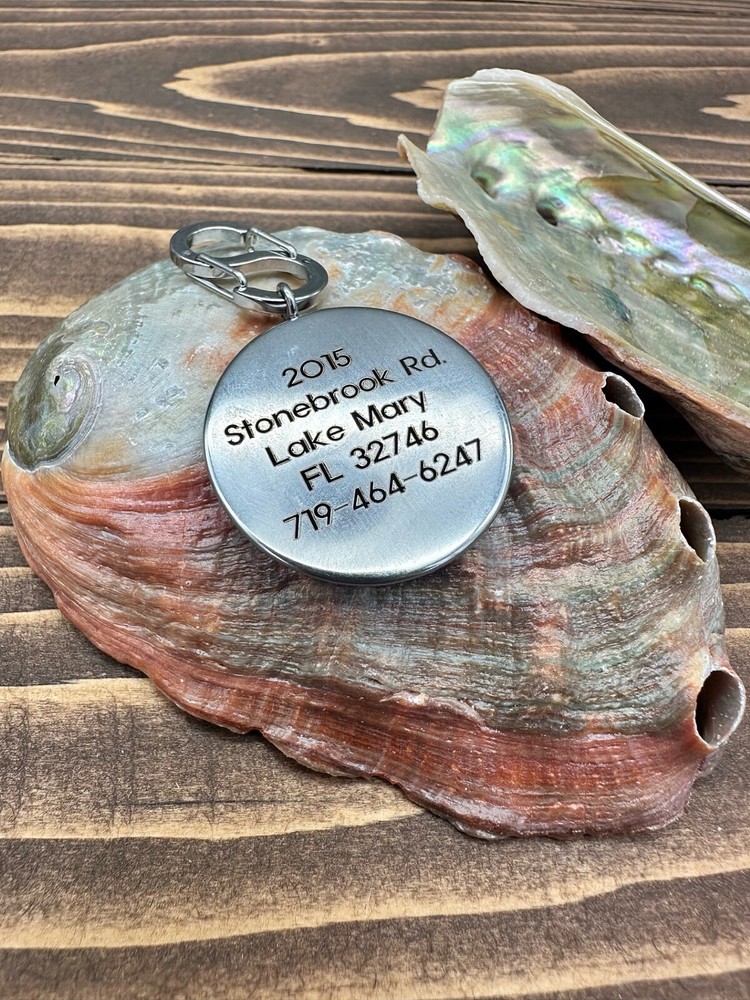 2015
Stonebrook Rd.
Lake Mary
FL 32746
719-464-6247